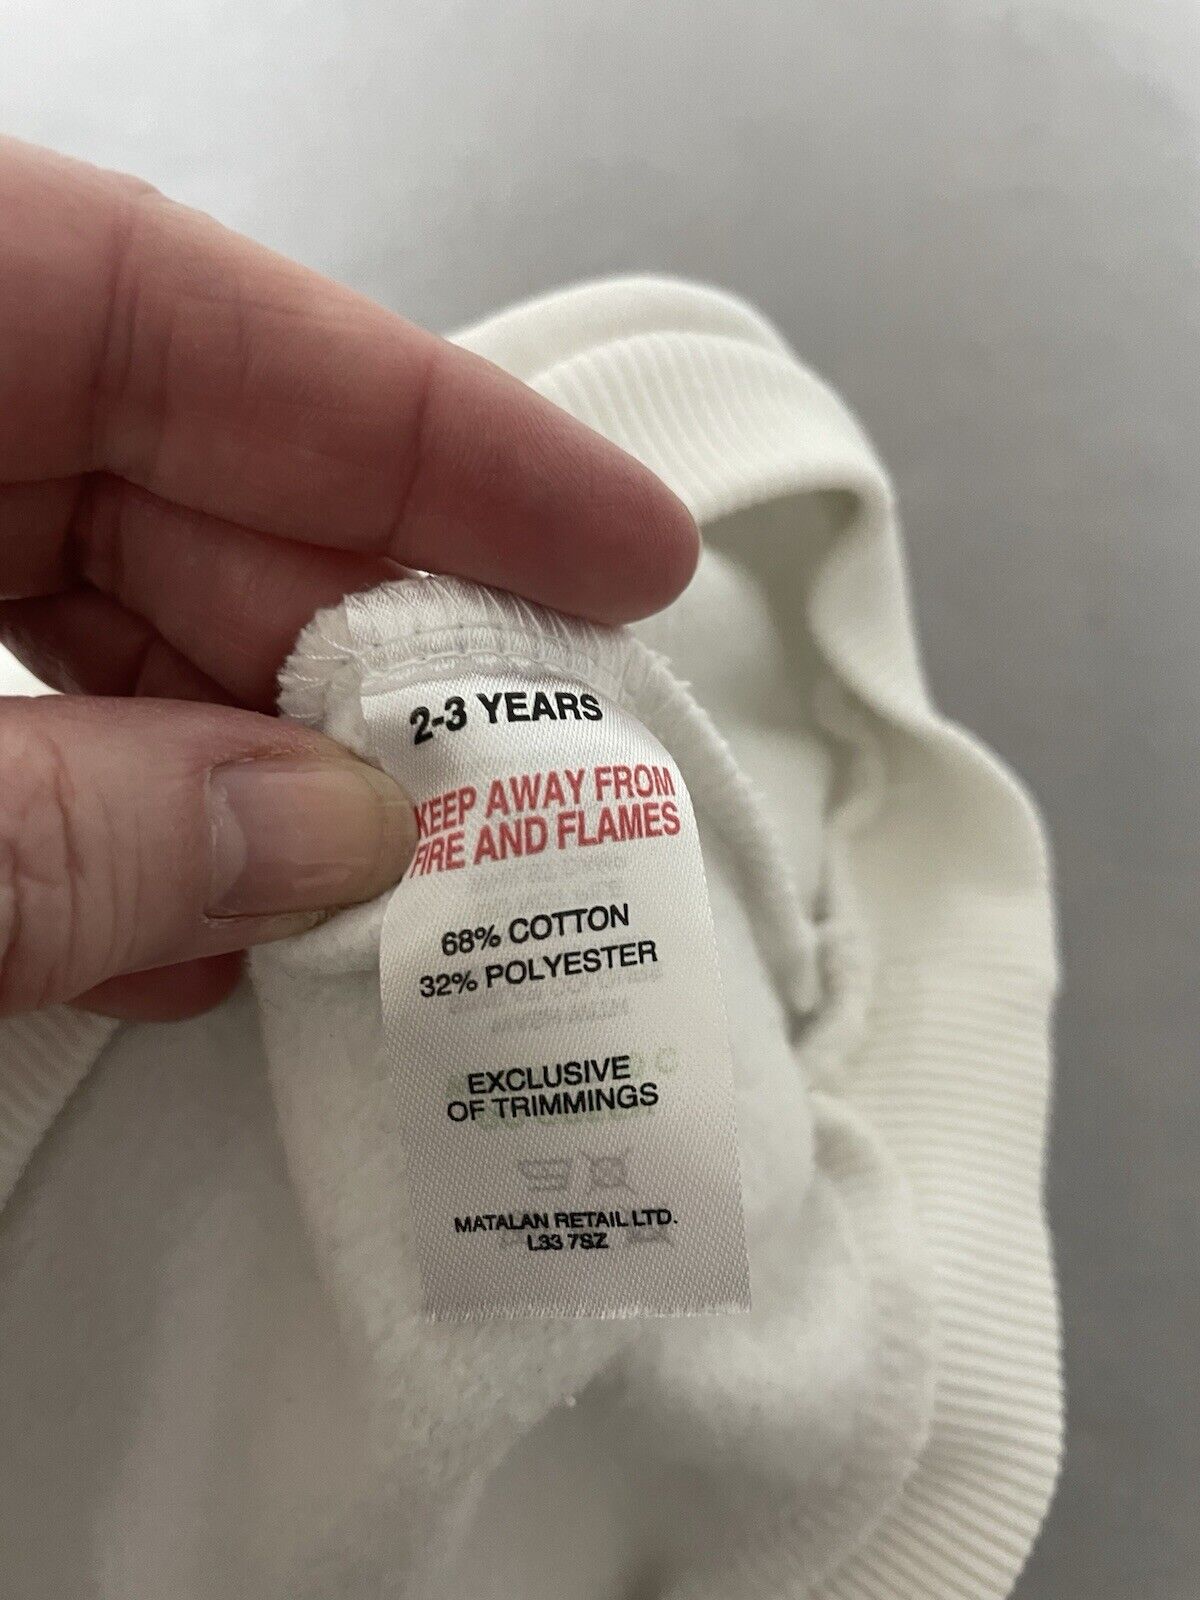 2-3 YEARS
KEEP AWAY FROM
FIRE AND FLAMES
68% COTTON
32% POLYESTER
EXCLUSIVE
OF TRIMMINGS
MATALAN RETAIL LTD.
L33 7SZ